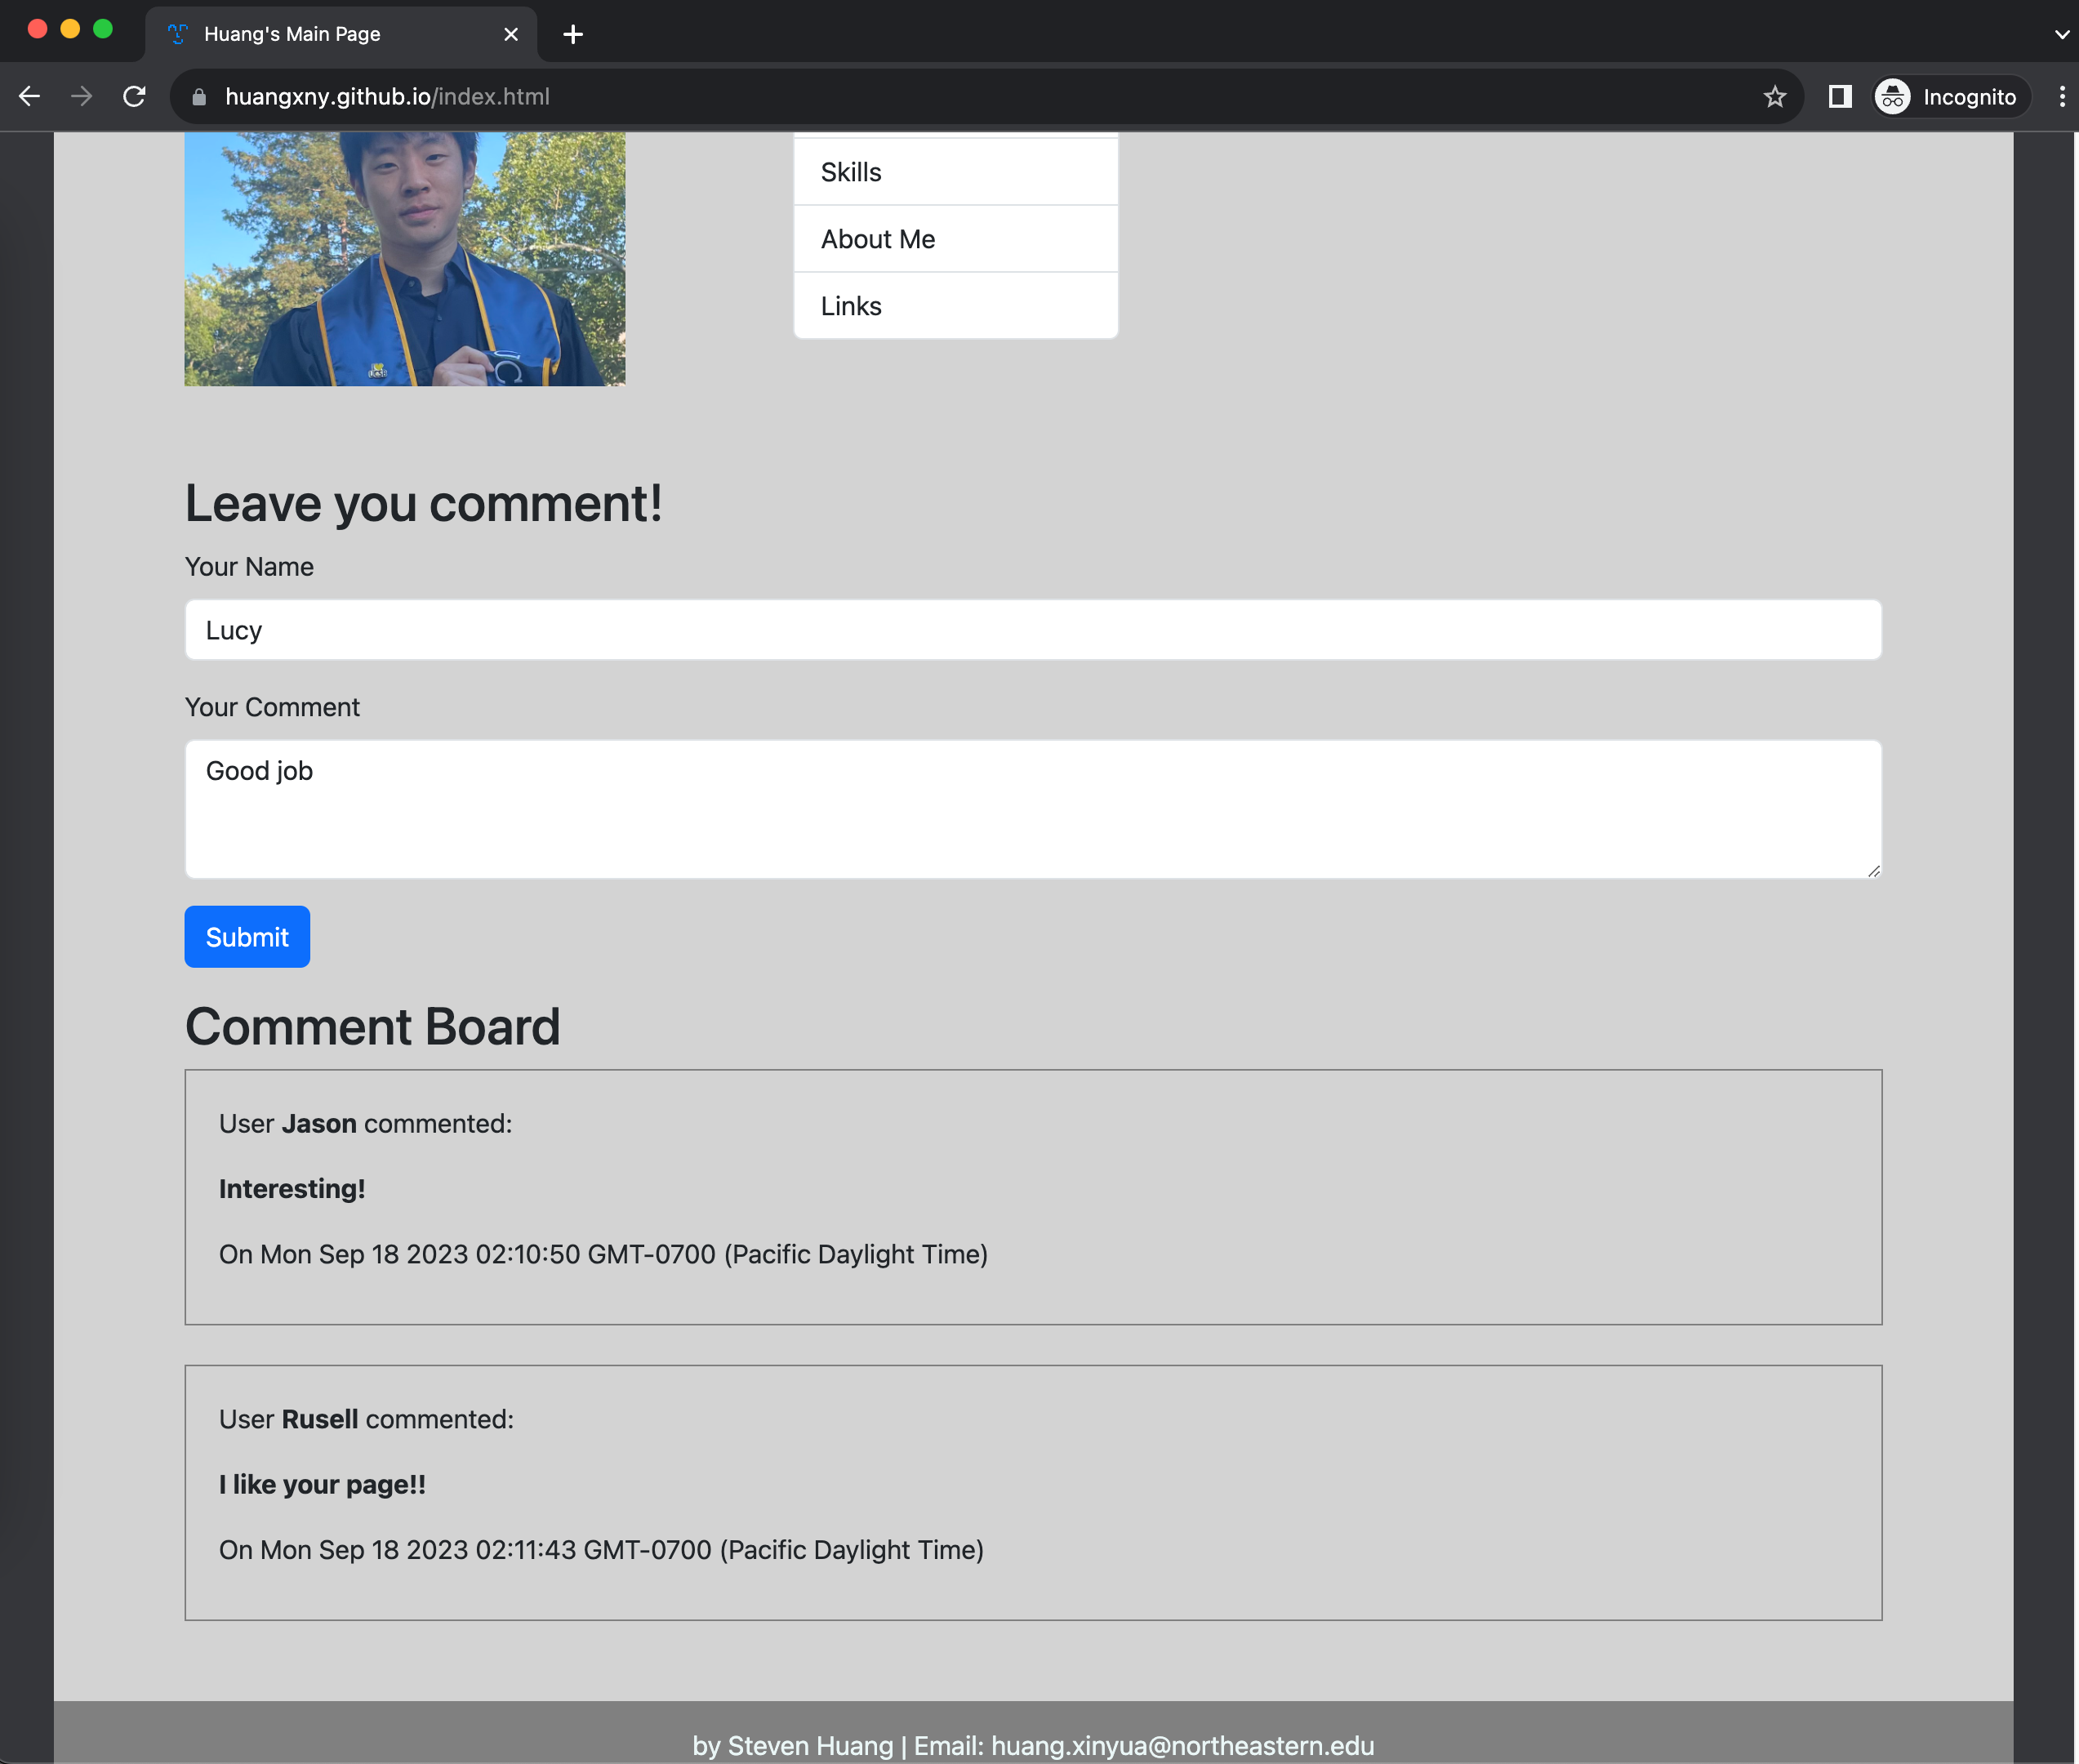 Huang's Main Page
huangxny.github.io/index.html
Incognito
Skills
About Me
Links
UCSB
Leave you comment!
Your Name
Lucy
Your Comment
Good job
Submit
Comment Board
User Jason commented:
Interesting!
On Mon Sep 18 2023 02:10:50 GMT-0700 (Pacific Daylight Time)
User Rusell commented:
I like your page!!
On Mon Sep 18 2023 02:11:43 GMT-0700 (Pacific Daylight Time)
by Steven Huang | Email: huang.xinyua@northeastern.edu